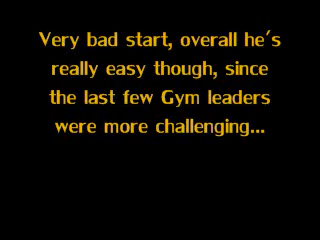 Very bad start, overall he's
really easy though, since
the last few Gym leaders
were more challenging...